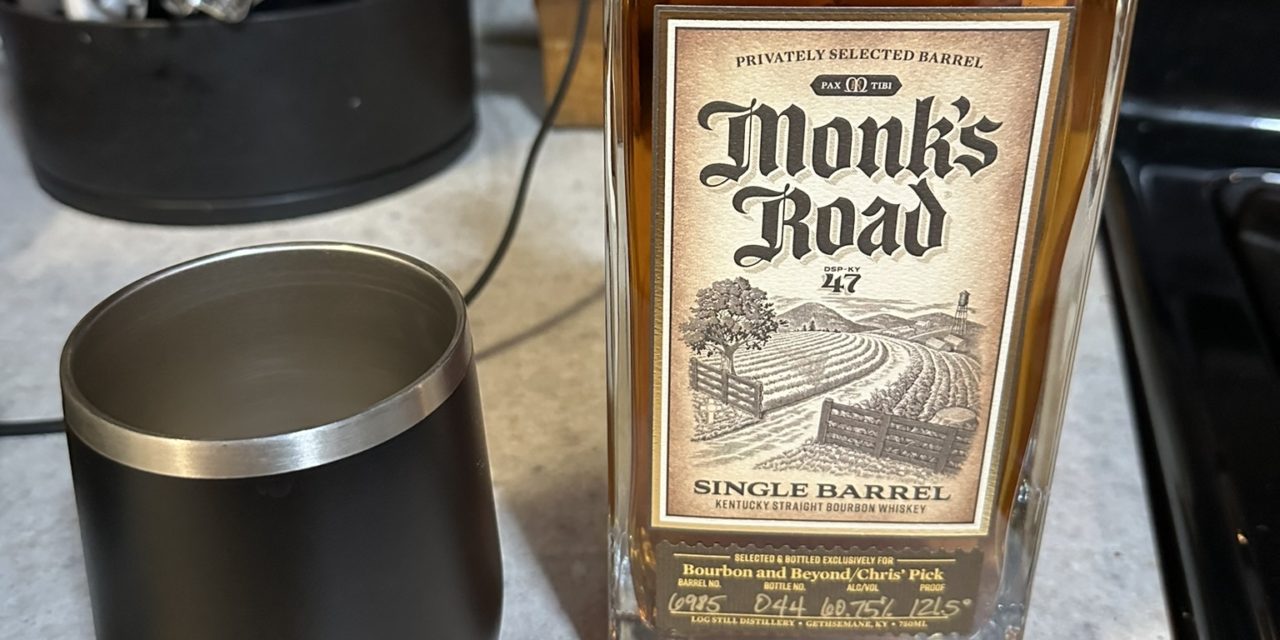 PRIVATELY SELECTED BARREL
PAX TIBI
Monk's
Road
DSP-KY
47
SINGLE BARREL
KENTUCKY STRAIGHT BOURBON WHISKEY
SELECTED & BOTTLED EXCLUSIVELY FOR
Bourbon and Beyond/Chris' Pick
BARREL NO. BOTTLE NO. ALC/VOL PROOF
6985 044 60.75% 121.5°
LOG STILL DISTILLERY • GETHSEMANE, KY • 750ML